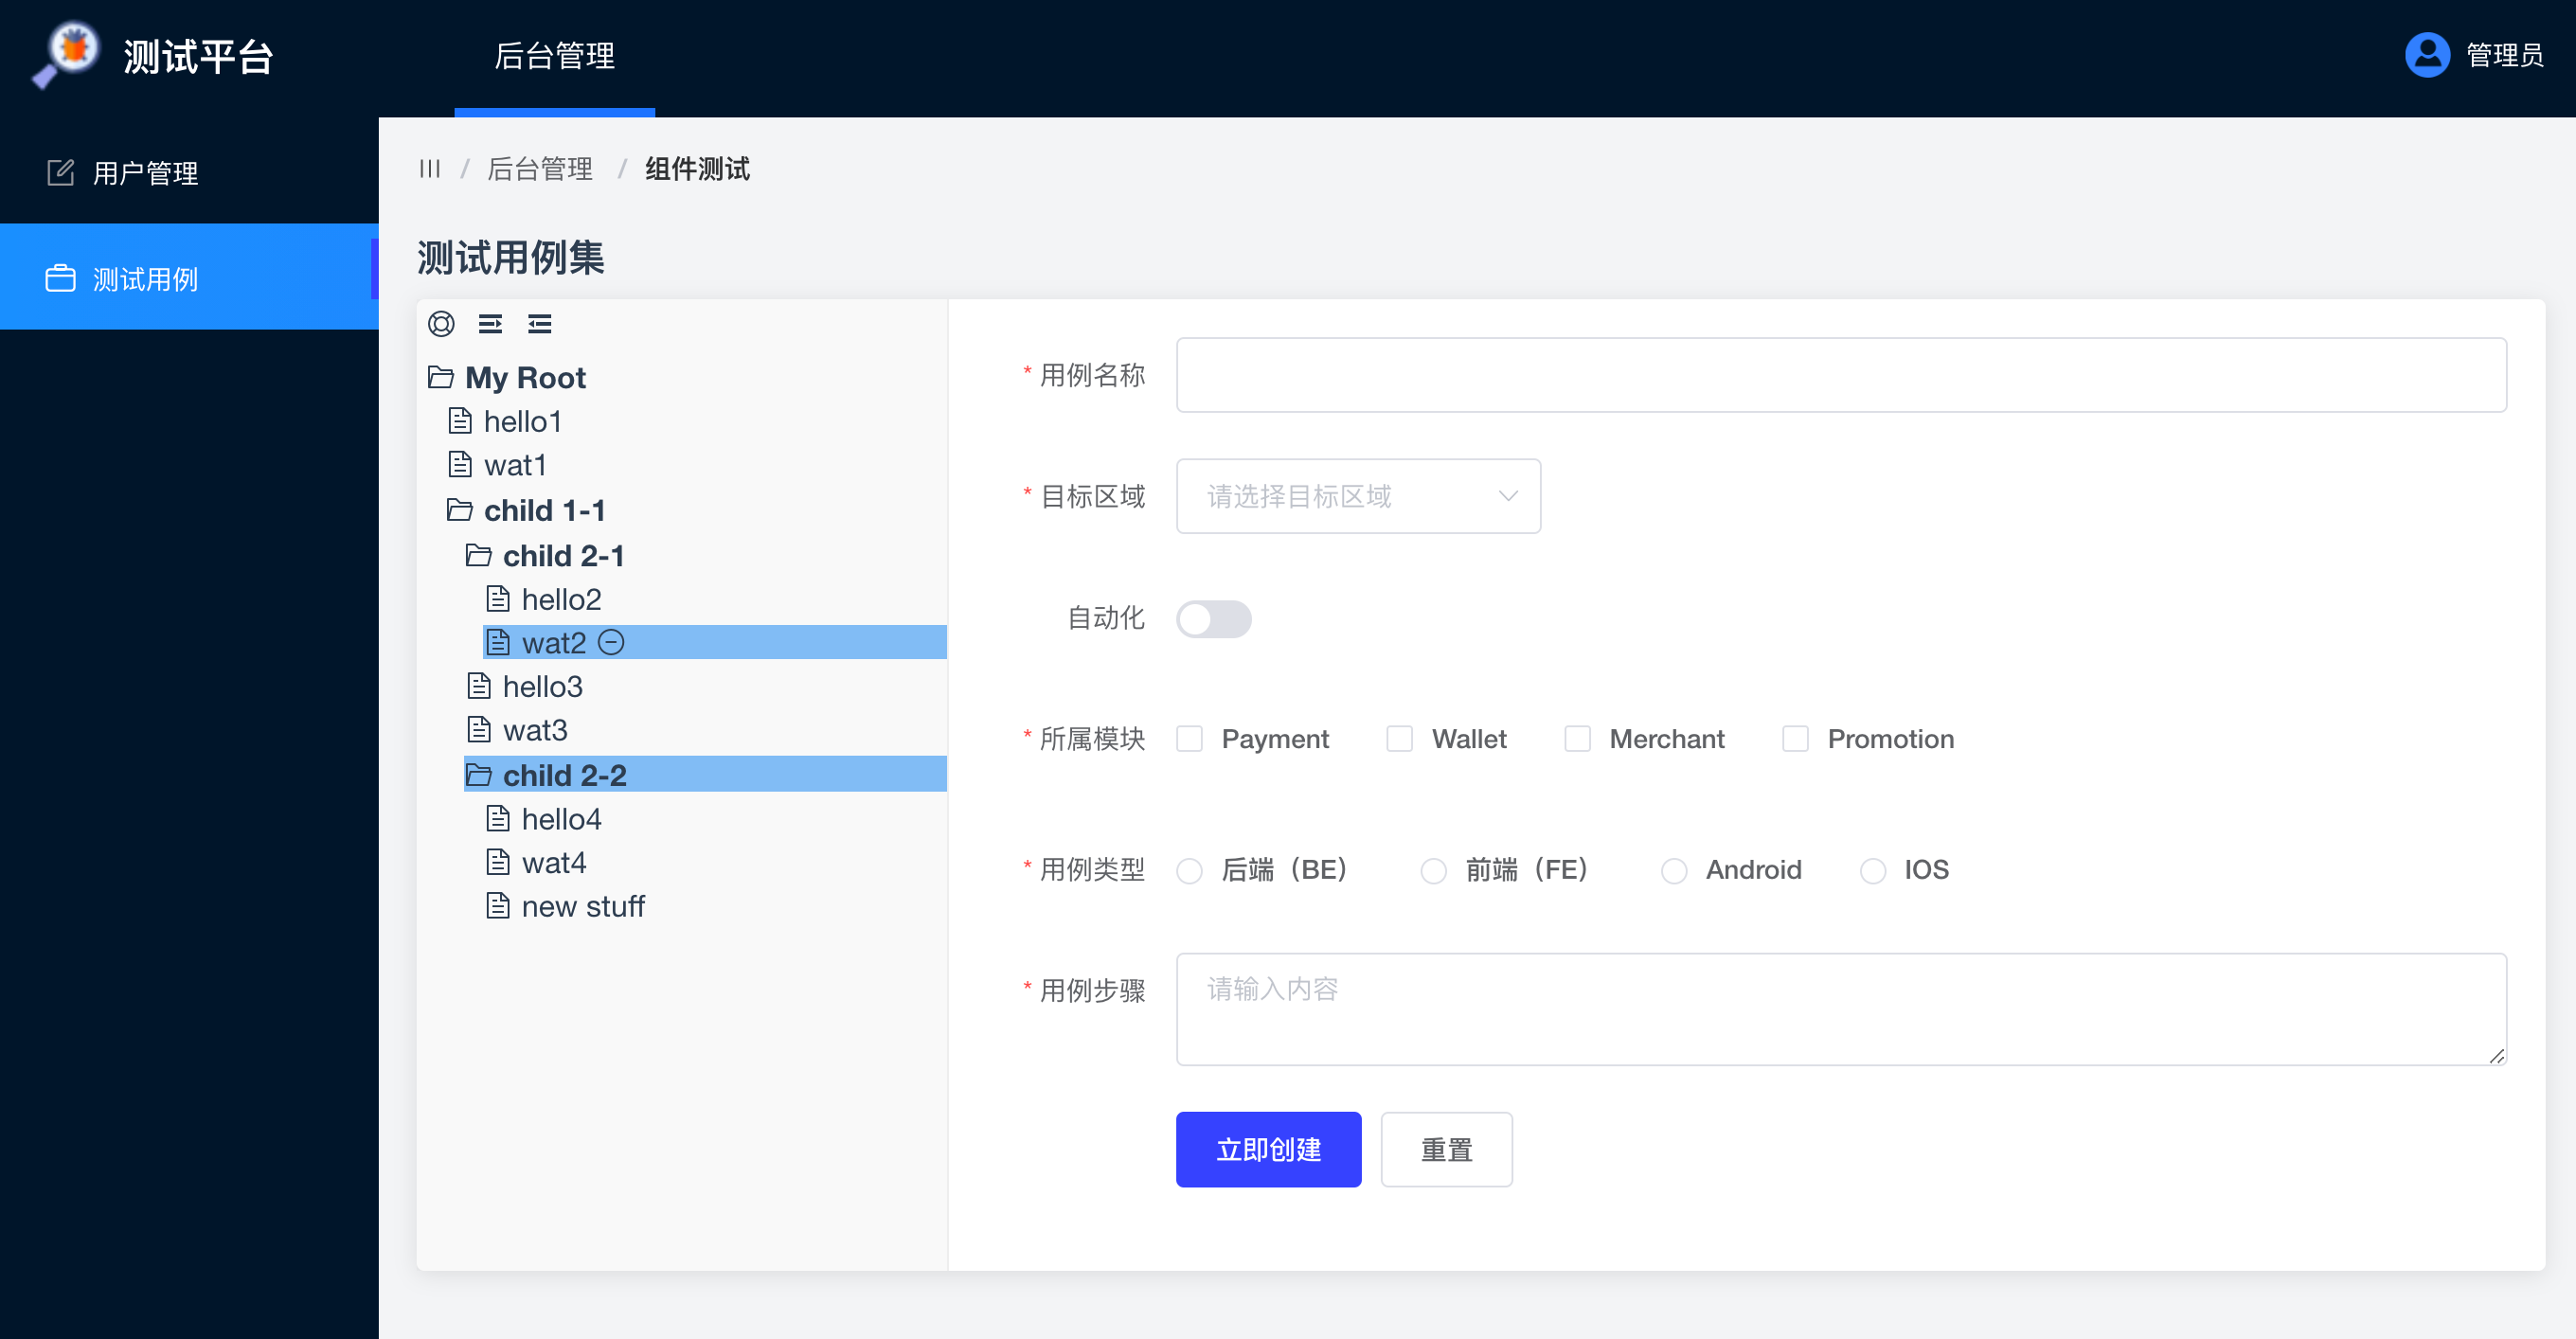 测试平台
后台管理
管理员
用户管理
测试用例
/ 后台管理 / 组件测试
测试用例集
My Root
hello1
wat1
child 1-1
child 2-1
hello2
wat2
hello3
wat3
child 2-2
hello4
wat4
new stuff
* 用例名称
* 目标区域 请选择目标区域
自动化
* 所属模块 Payment Wallet Merchant Promotion
* 用例类型 后端（BE） 前端（FE） Android IOS
* 用例步骤 请输入内容
立即创建 重置